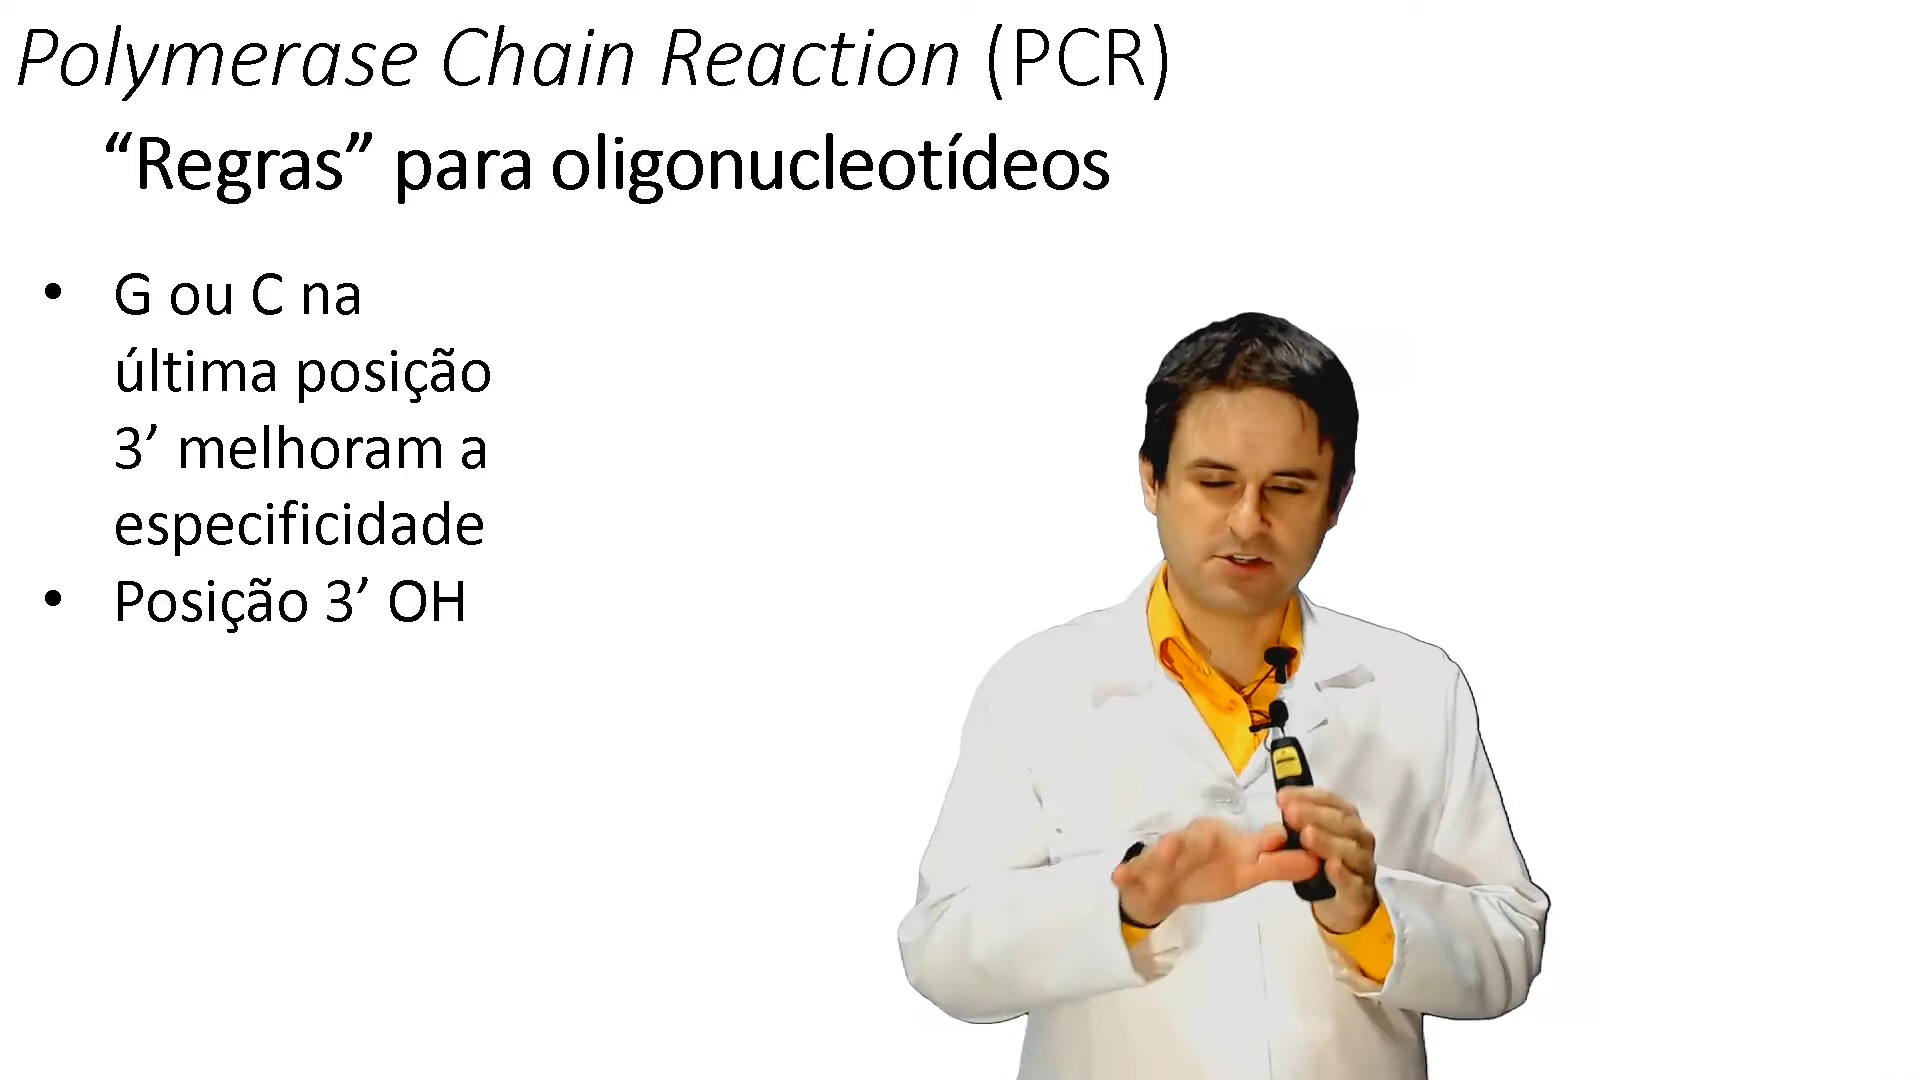 Polymerase Chain Reaction (PCR)
“Regras” para oligonucleotídeos
• G ou C na
última posição
3’ melhoram a
especificidade
• Posição 3’ OH